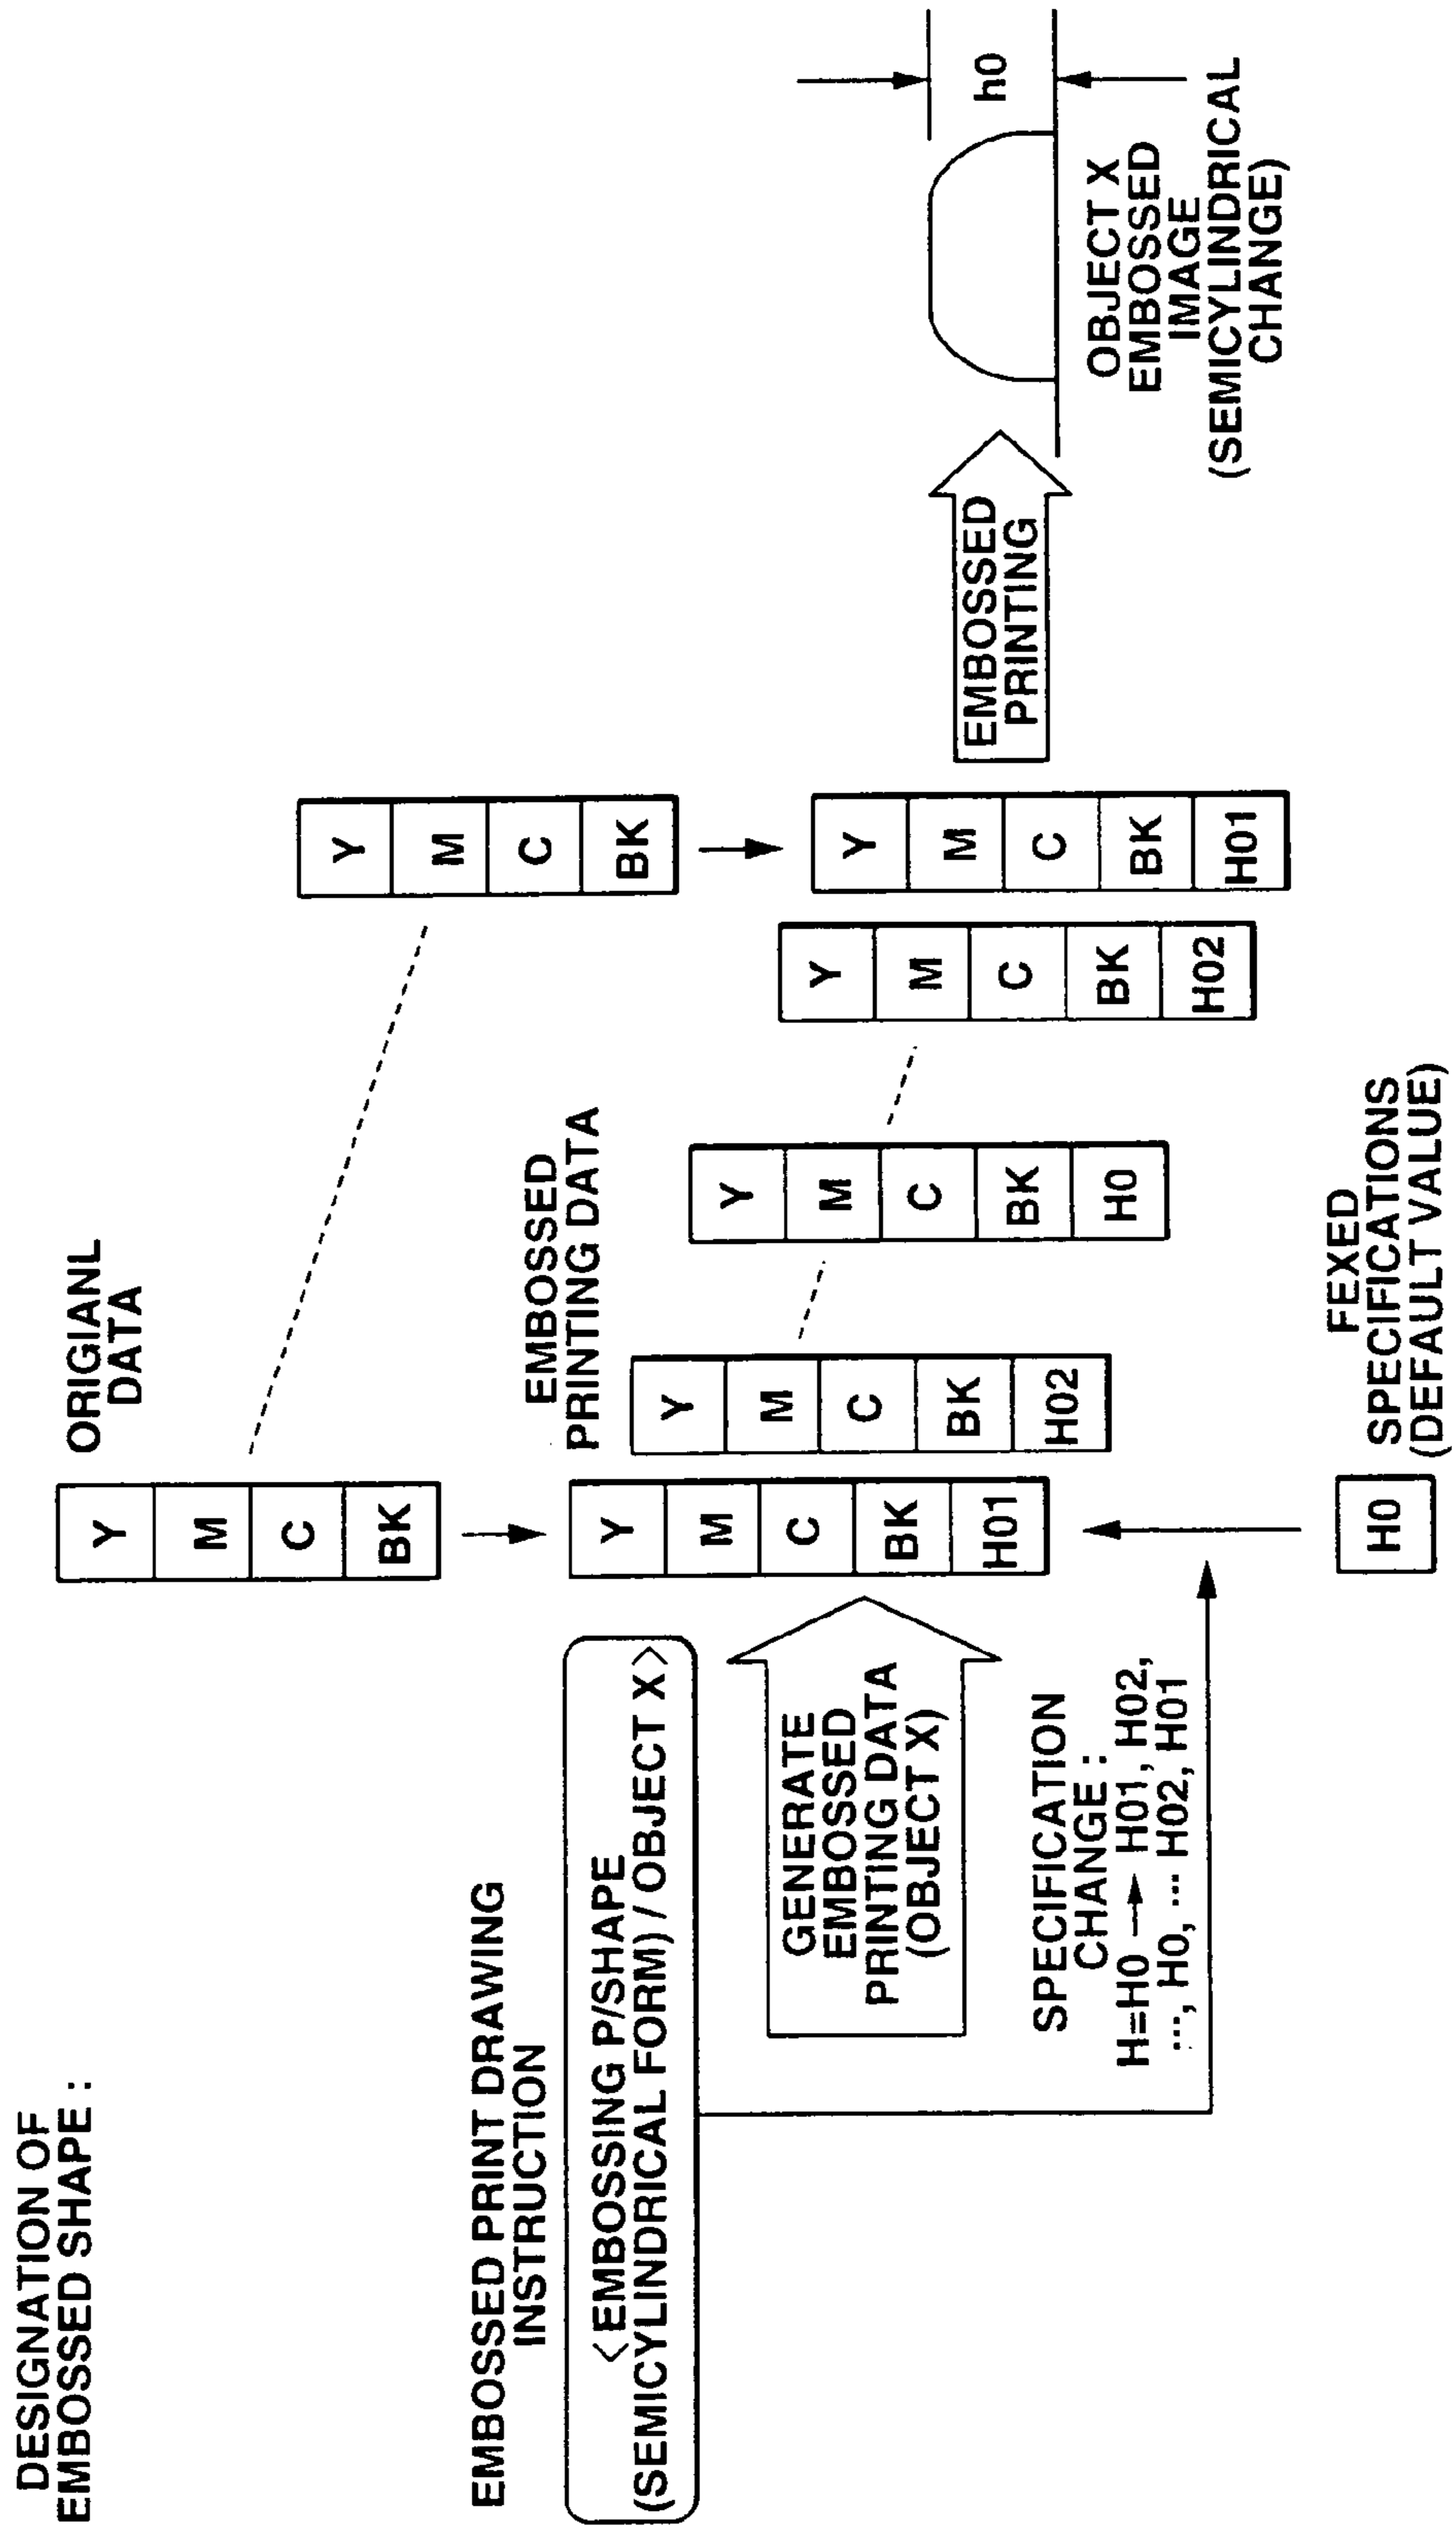 DESIGNATION OF
EMBOSSED SHAPE :
ORIGIANL
DATA
Y
M
C
BK
Y
M
C
BK
EMBOSSED PRINT DRAWING
INSTRUCTION
<EMBOSSING P/SHAPE
(SEMICYLINDRICAL FORM) / OBJECT X>
EMBOSSED
PRINTING DATA
GENERATE
EMBOSSED
PRINTING DATA
(OBJECT X)
Y
M
C
BK
H01
Y
M
C
BK
H02
Y
M
C
BK
H0
Y
M
C
BK
H02
Y
M
C
BK
H01
EMBOSSED
PRINTING
h0
OBJECT X
EMBOSSED
IMAGE
(SEMICYLINDRICAL
CHANGE)
SPECIFICATION
CHANGE :
H=H0 → H01, H02,
..., H0, ... H02, H01
H0
FEXED
SPECIFICATIONS
(DEFAULT VALUE)